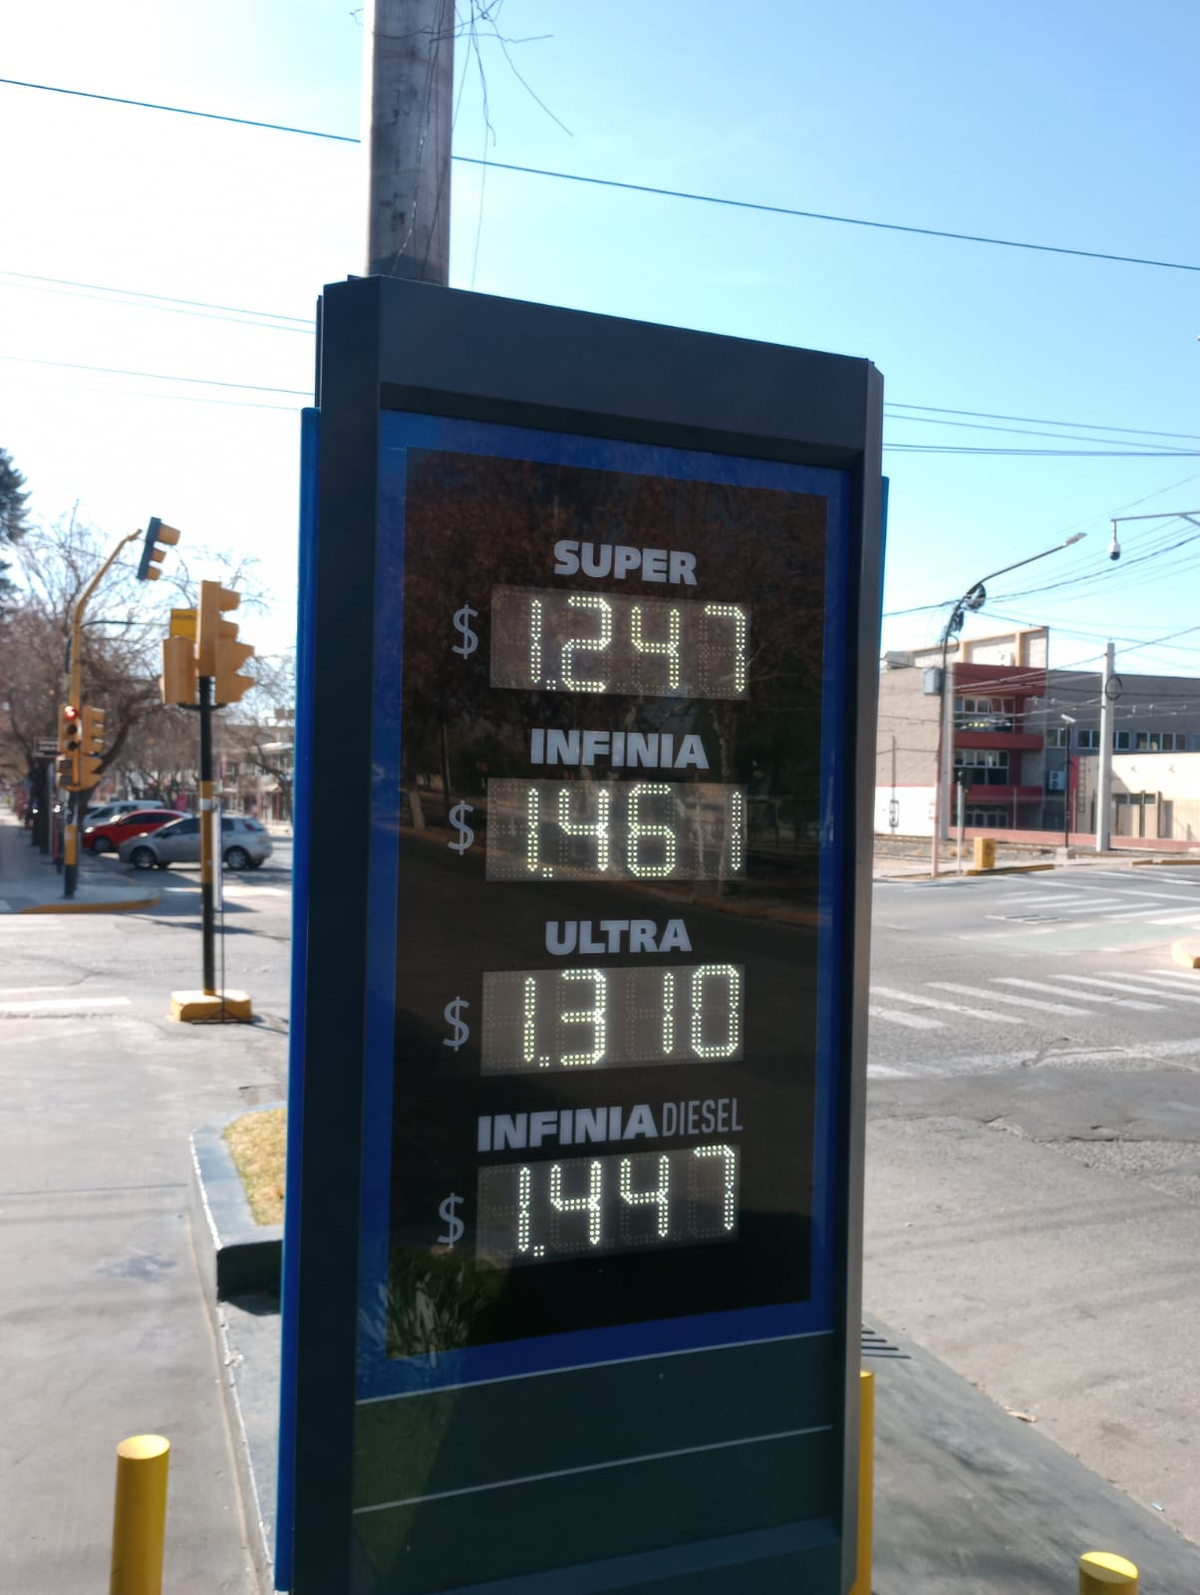 SUPER
$ 1.247
INFINIA
$ 1.461
ULTRA
$ 1.310
INFINIA DIESEL
$ 1.447